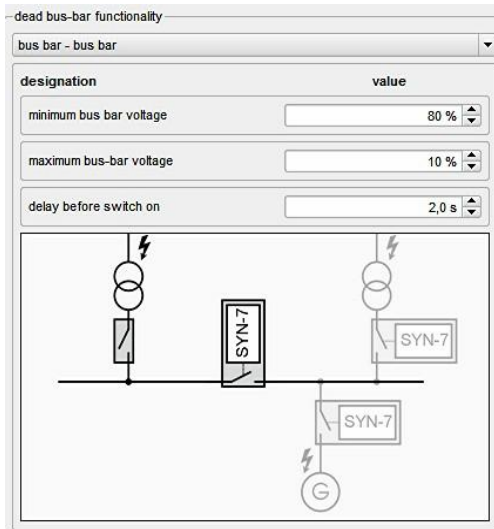 dead bus-bar functionality
bus bar - bus bar
designation value
minimum bus bar voltage 80 %
maximum bus-bar voltage 10 %
delay before switch on 2,0 s
SYN-7
SYN-7
SYN-7
G